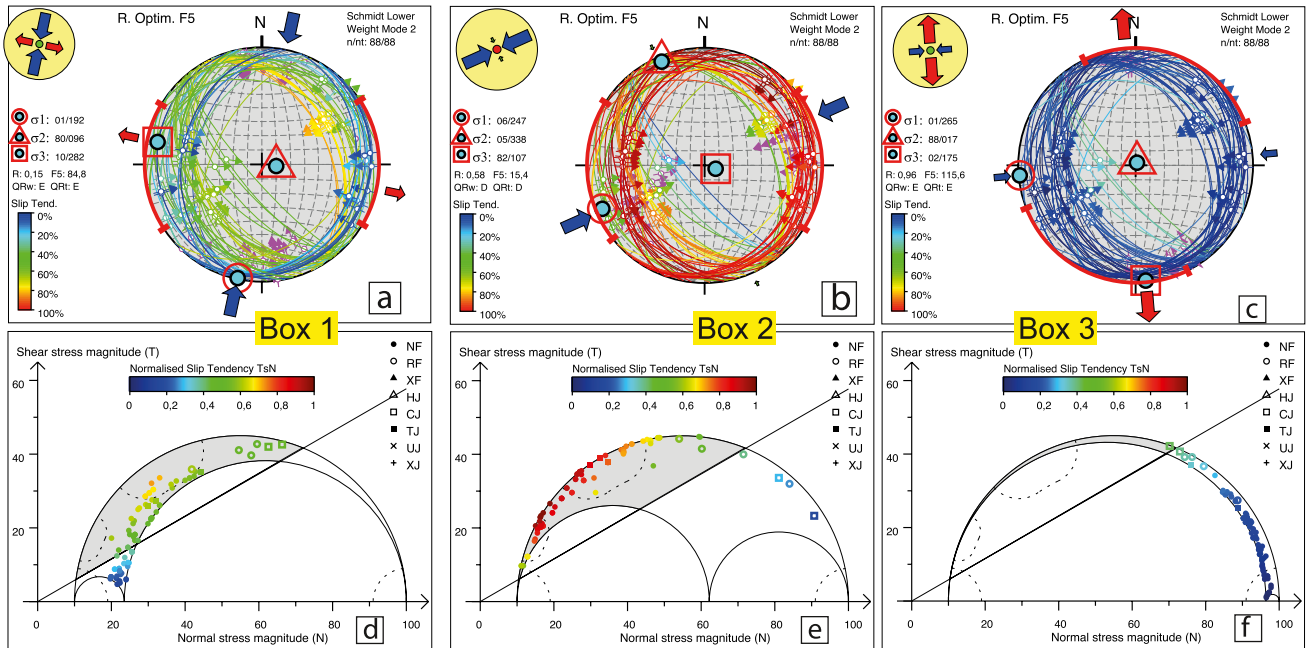 R. Optim. F5
N
Schmidt Lower
Weight Mode 2
n/nt: 88/88
σ1: 01/192
σ2: 80/096
σ3: 10/282
R: 0,15 F5: 84,8
QRw: E QRt: E
Slip Tend.
0%
20%
40%
60%
80%
100%
a
R. Optim. F5
N
Schmidt Lower
Weight Mode 2
n/nt: 88/88
σ1: 06/247
σ2: 05/338
σ3: 82/107
R: 0,58 F5: 15,4
QRw: D QRt: D
Slip Tend.
0%
20%
40%
60%
80%
100%
b
R. Optim. F5
N
Schmidt Lower
Weight Mode 2
n/nt: 88/88
σ1: 01/265
σ2: 88/017
σ3: 02/175
R: 0,96 F5: 115,6
QRw: E QRt: E
Slip Tend.
0%
20%
40%
60%
80%
100%
c
Box 1
Box 2
Box 3
Shear stress magnitude (T)
Normalised Slip Tendency TsN
0 0,2 0,4 0,6 0,8 1
NF
RF
XF
HJ
CJ
TJ
UJ
XJ
60
40
20
0 20 40 60 80 100
Normal stress magnitude (N)
d
Shear stress magnitude (T)
Normalised Slip Tendency TsN
0 0,2 0,4 0,6 0,8 1
NF
RF
XF
HJ
CJ
TJ
UJ
XJ
60
40
20
0 20 40 60 80 100
Normal stress magnitude (N)
e
Shear stress magnitude (T)
Normalised Slip Tendency TsN
0 0,2 0,4 0,6 0,8 1
NF
RF
XF
HJ
CJ
TJ
UJ
XJ
60
40
20
0 20 40 60 80 100
Normal stress magnitude (N)
f